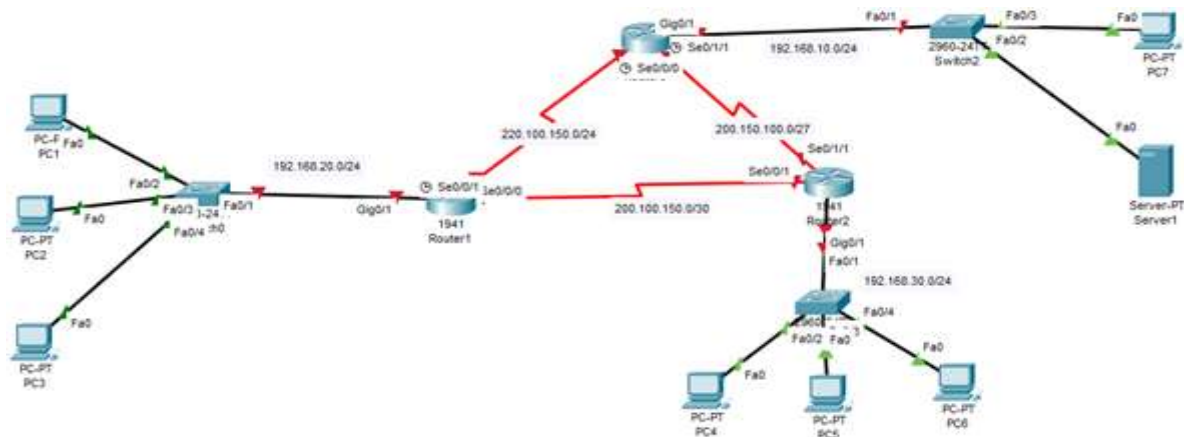 Gig0/1
Se0/1/1
Se0/0/0
192.168.10.0/24
Fa0/1
Fa0/3
Fa0/2
Switch2
Fa0
PC-PT
PC7
Fa0
Server-PT
Server1
220.100.150.0/24
200.150.100.0/27
Fa0
PC1
Fa0/2
Fa0/3
Fa0/4
Fa0/1
192.168.20.0/24
Gig0/1
Se0/0/1
Se0/0/0
1941
Router1
200.100.150.0/30
Se0/1/1
Se0/0/1
1941
Router2
Gig0/1
Fa0/1
192.168.30.0/24
Fa0
PC-PT
PC2
Fa0
PC-PT
PC3
Fa0/2
Fa0/4
Fa0
PC-PT
PC4
Fa0
PC-PT
PC5
Fa0
PC-PT
PC6